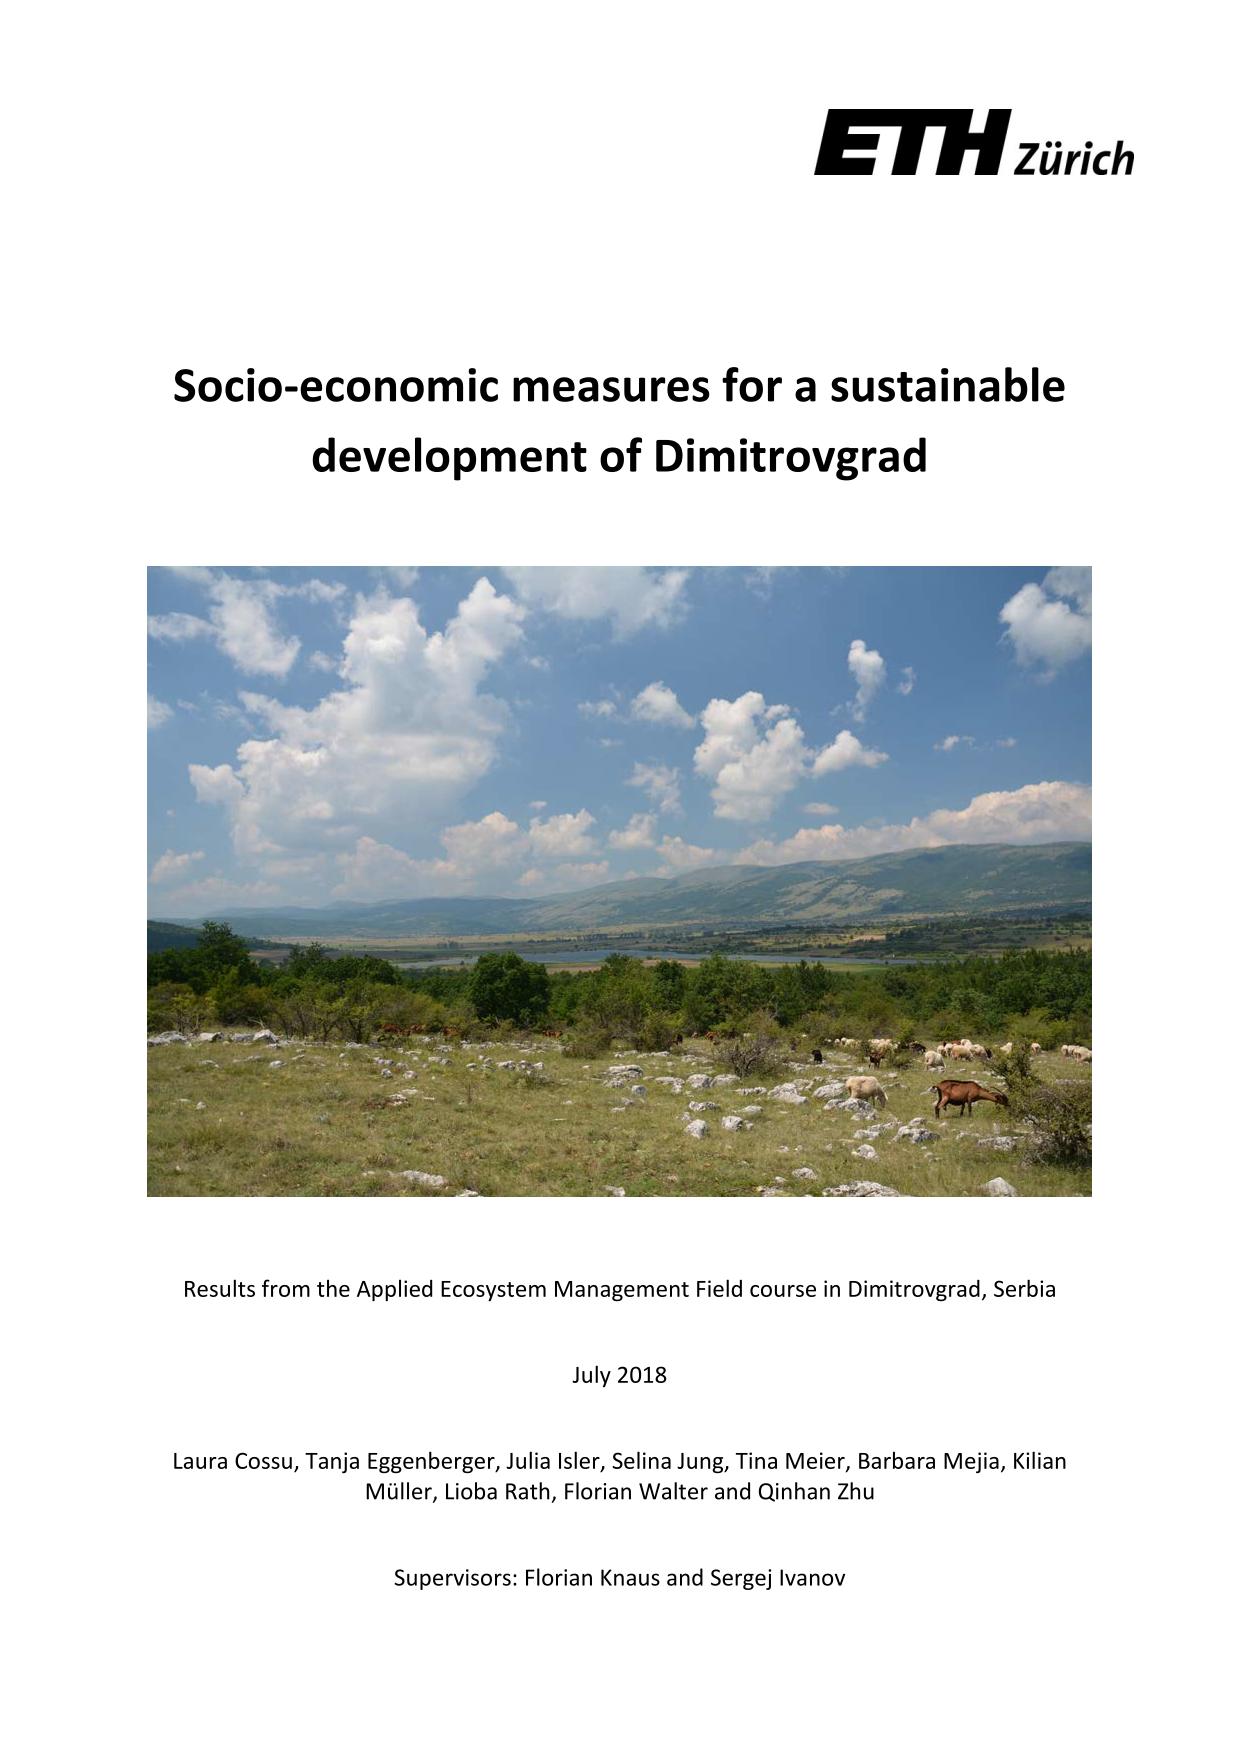 ETH Zürich
Socio-economic measures for a sustainable
development of Dimitrovgrad
Results from the Applied Ecosystem Management Field course in Dimitrovgrad, Serbia
July 2018
Laura Cossu, Tanja Eggenberger, Julia Isler, Selina Jung, Tina Meier, Barbara Mejia, Kilian
Müller, Lioba Rath, Florian Walter and Qinhan Zhu
Supervisors: Florian Knaus and Sergej Ivanov